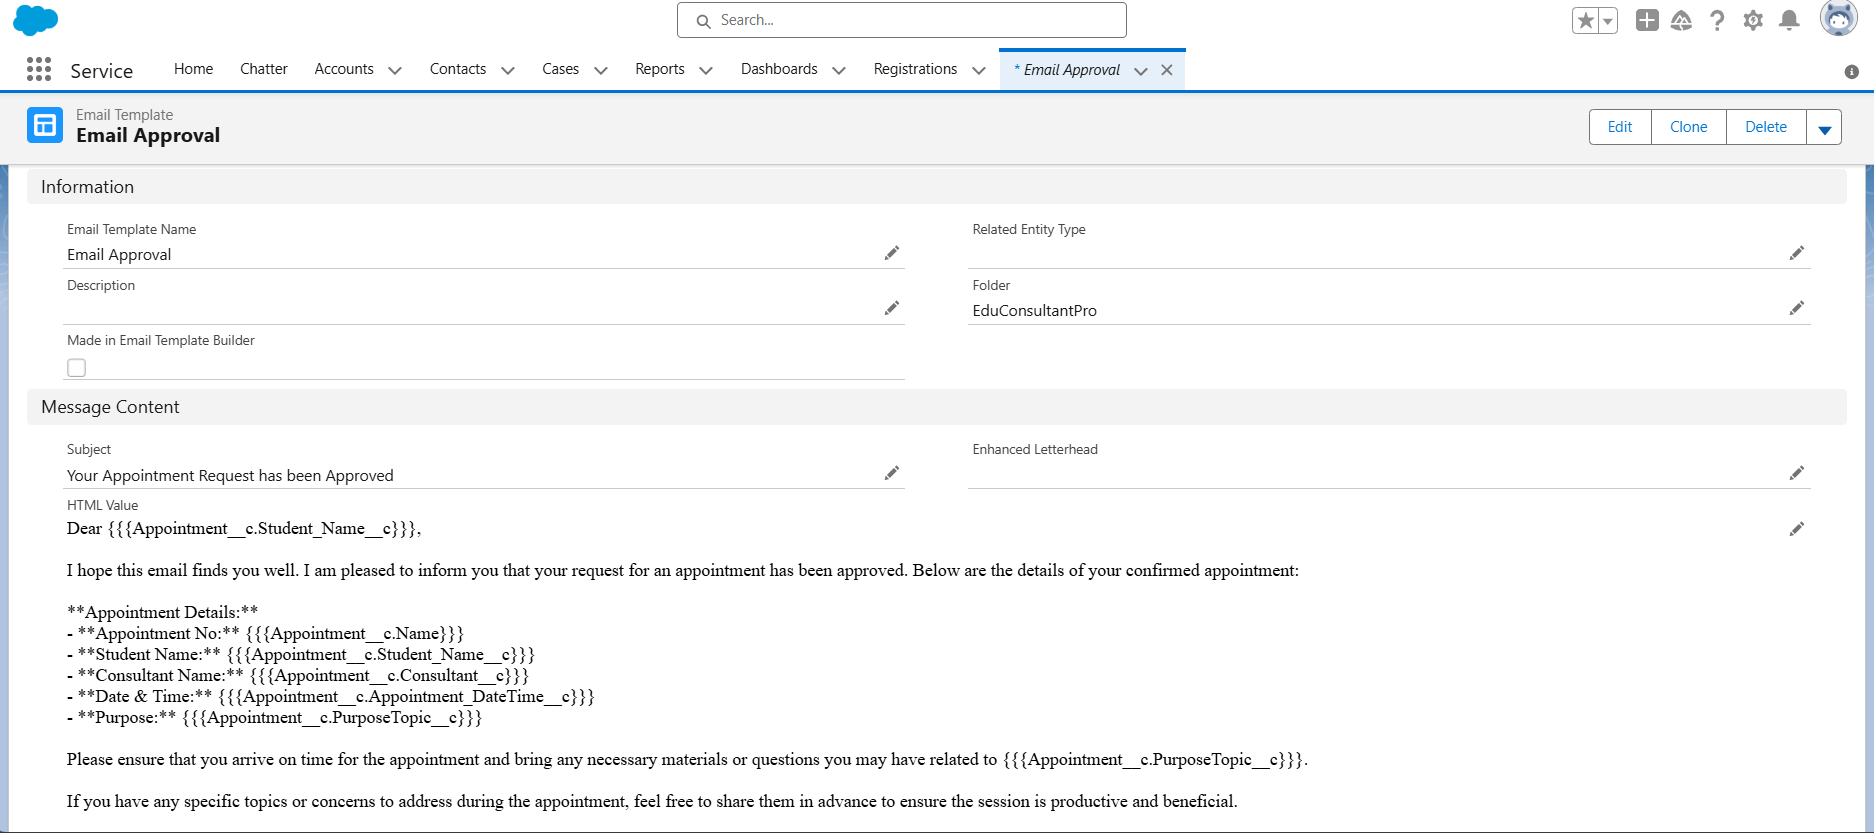 Search...
Service
Home
Chatter
Accounts
Contacts
Cases
Reports
Dashboards
Registrations
* Email Approval
Email Template
Email Approval
Edit
Clone
Delete
Information
Email Template Name
Email Approval
Related Entity Type
Description
Folder
EduConsultantPro
Made in Email Template Builder
Message Content
Subject
Your Appointment Request has been Approved
Enhanced Letterhead
HTML Value
Dear {{{Appointment__c.Student_Name__c}}},
I hope this email finds you well. I am pleased to inform you that your request for an appointment has been approved. Below are the details of your confirmed appointment:
**Appointment Details:**
- **Appointment No:** {{{Appointment__c.Name}}}
- **Student Name:** {{{Appointment__c.Student_Name__c}}}
- **Consultant Name:** {{{Appointment__c.Consultant__c}}}
- **Date & Time:** {{{Appointment__c.Appointment_DateTime__c}}}
- **Purpose:** {{{Appointment__c.PurposeTopic__c}}}
Please ensure that you arrive on time for the appointment and bring any necessary materials or questions you may have related to {{{Appointment__c.PurposeTopic__c}}}.
If you have any specific topics or concerns to address during the appointment, feel free to share them in advance to ensure the session is productive and beneficial.